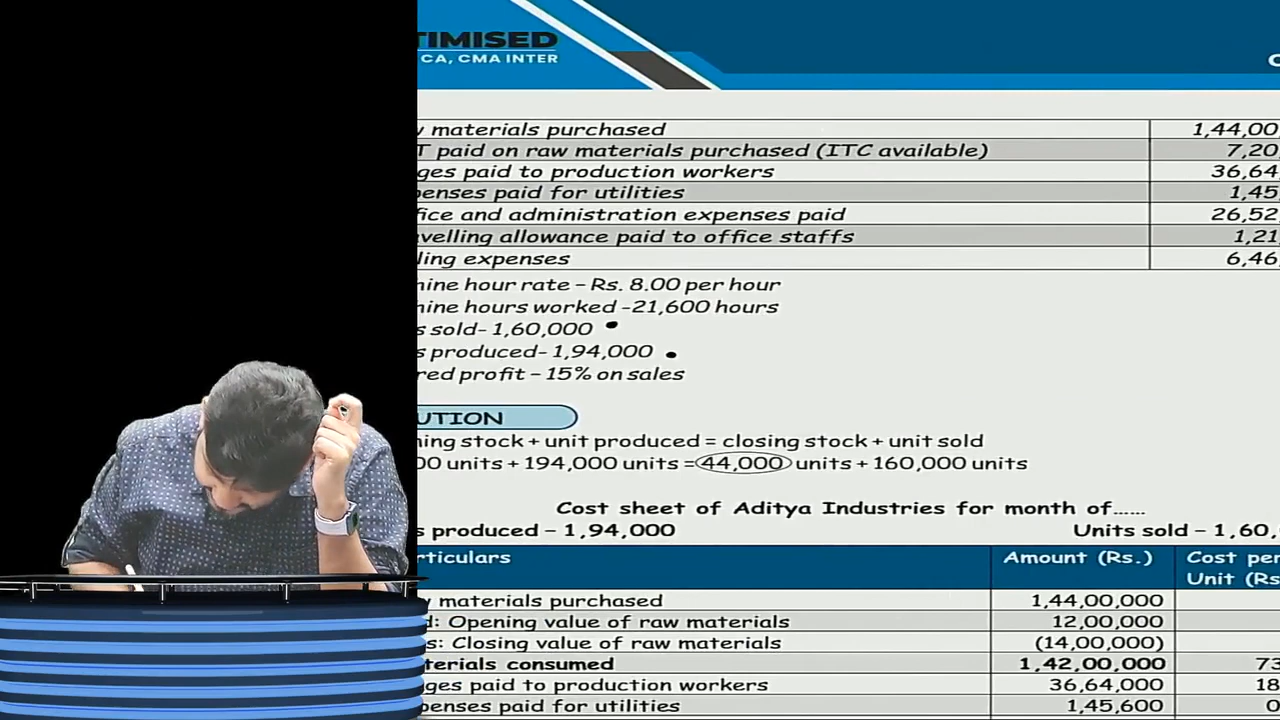 TIMISED
CA, CMA INTER
materials purchased 1,44,00
T paid on raw materials purchased (ITC available) 7,20
ges paid to production workers 36,64
penses paid for utilities 1,45
fice and administration expenses paid 26,52
velling allowance paid to office staffs 1,21
ling expenses 6,46
hine hour rate – Rs. 8.00 per hour
hine hours worked -21,600 hours
s sold- 1,60,000
s produced- 1,94,000
red profit – 15% on sales
UTION
ning stock + unit produced = closing stock + unit sold
00 units + 194,000 units = 44,000 units + 160,000 units
Cost sheet of Aditya Industries for month of......
s produced – 1,94,000 Units sold – 1,60,
rticulars Amount (Rs.) Cost per
Unit (Rs
materials purchased 1,44,00,000
d: Opening value of raw materials 12,00,000
s: Closing value of raw materials (14,00,000)
terials consumed 1,42,00,000 73
ges paid to production workers 36,64,000 18
penses paid for utilities 1,45,600 0